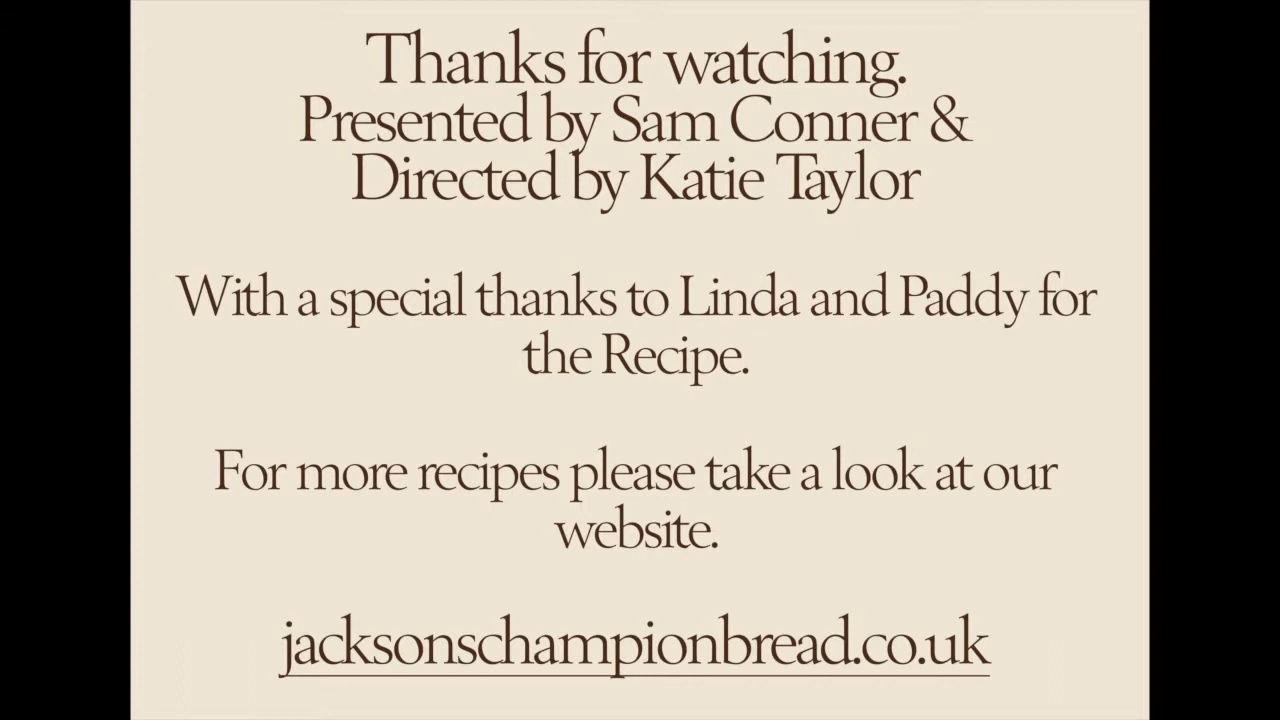 Thanks for watching.
Presented by Sam Conner &
Directed by Katie Taylor
With a special thanks to Linda and Paddy for
the Recipe.
For more recipes please take a look at our
website.
jacksonschampionbread.co.uk